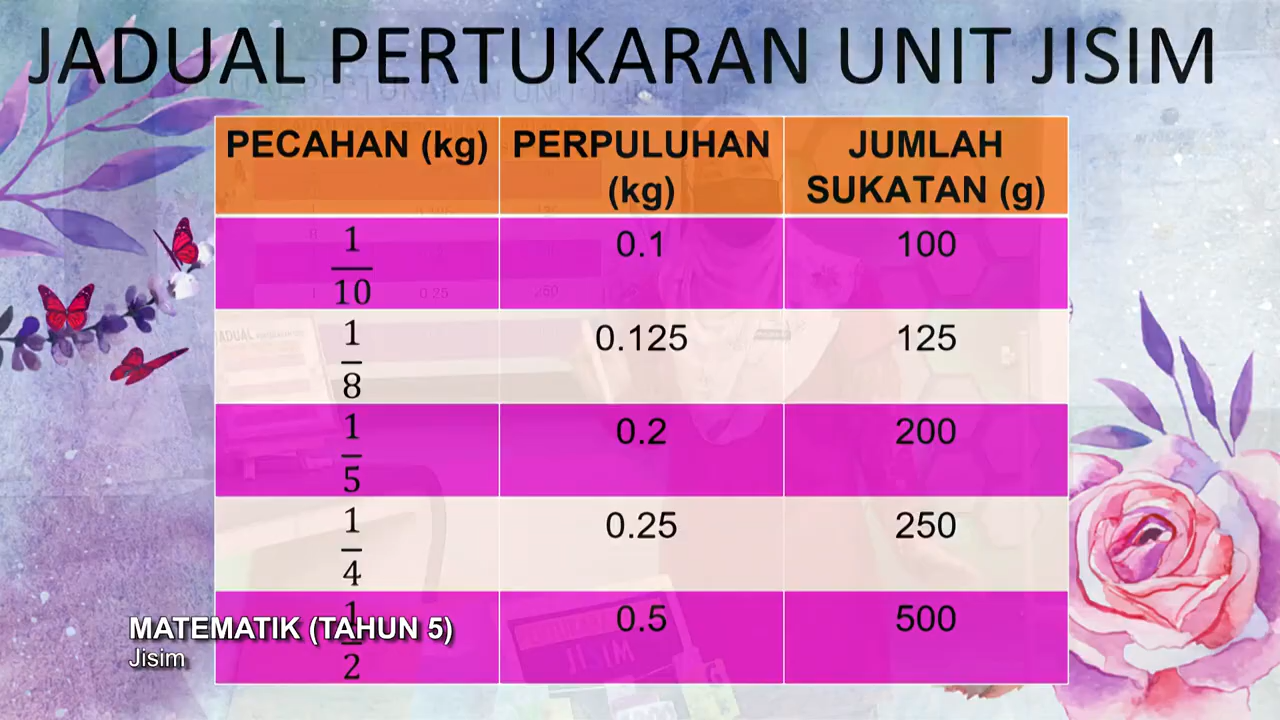 JADUAL PERTUKARAN UNIT JISIM
PECAHAN (kg) PERPULUHAN (kg) JUMLAH SUKATAN (g)
1/10 0.1 100
1/8 0.125 125
1/5 0.2 200
1/4 0.25 250
1/2 0.5 500
MATEMATIK (TAHUN 5)
Jisim